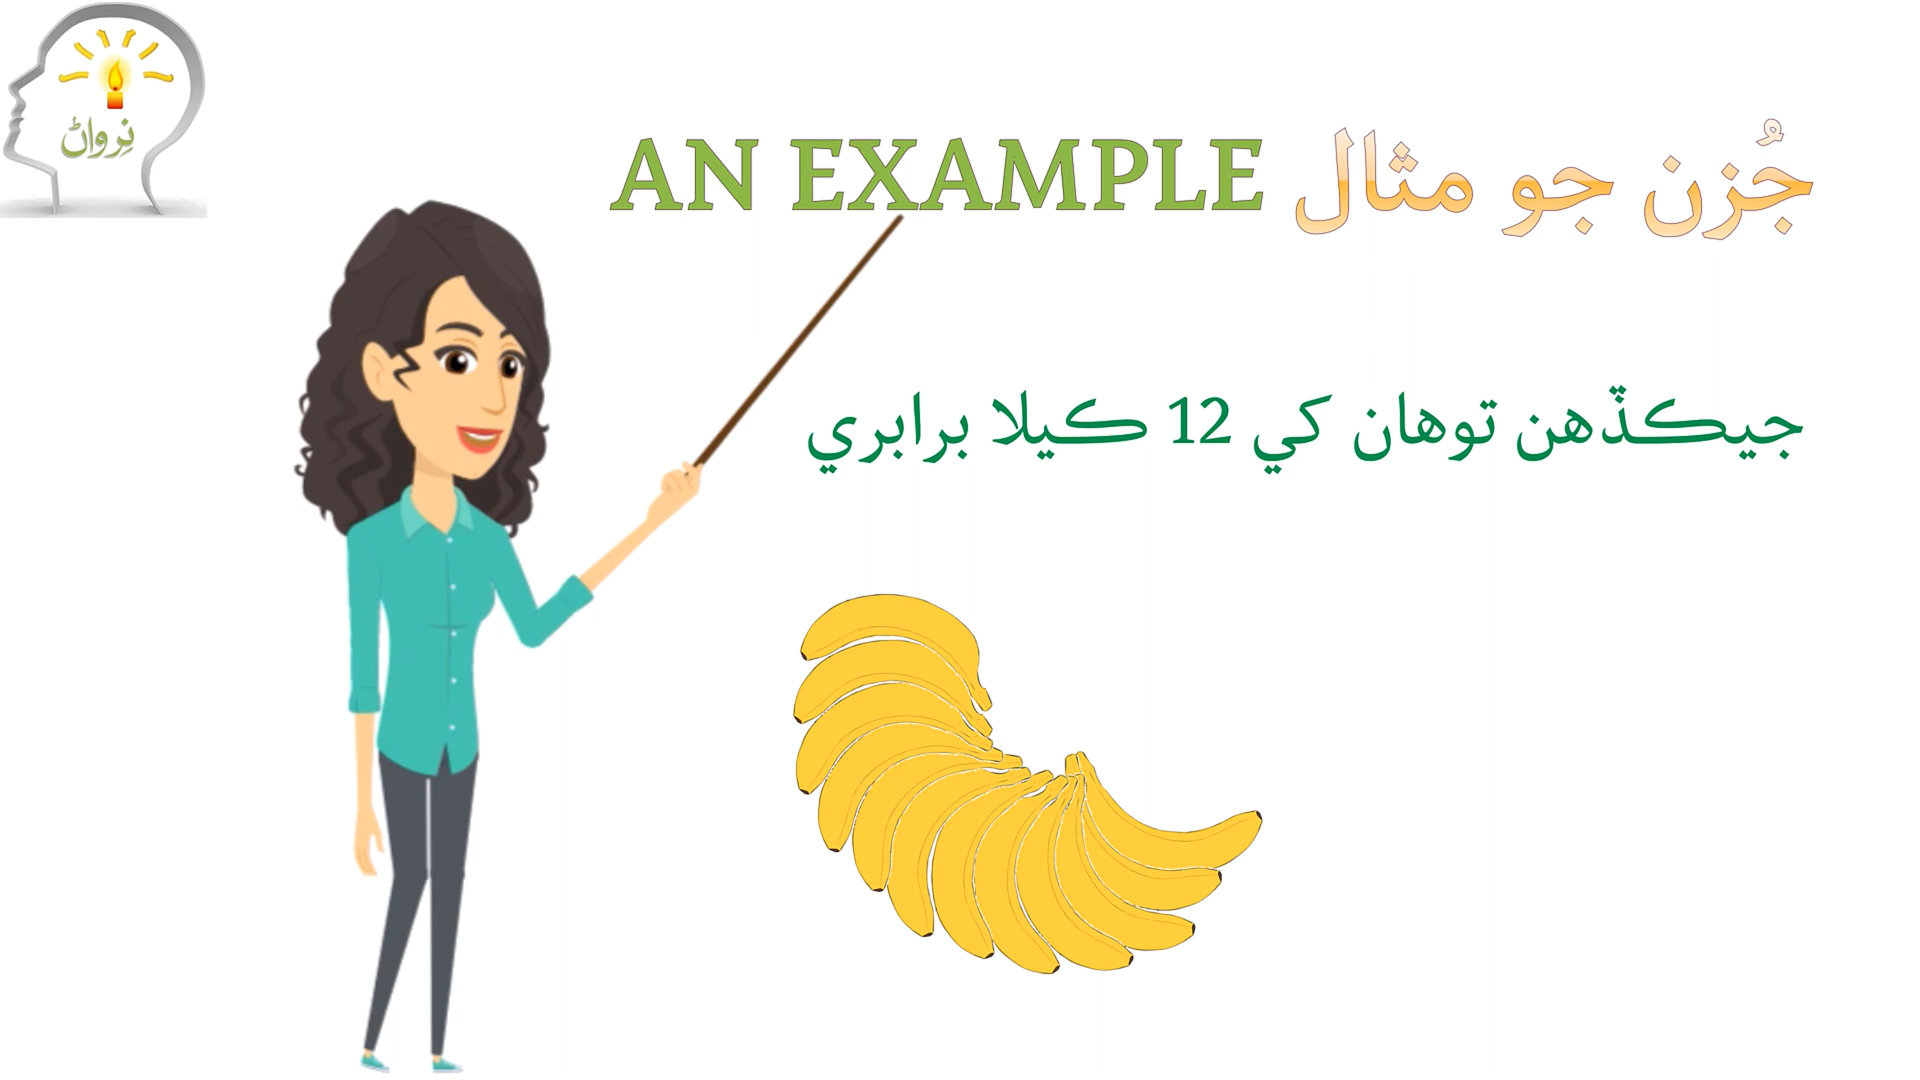 نِرواڻ
جُزن جو مثال AN EXAMPLE
جيڪڏهن توهان کي 12 ڪيلا برابري